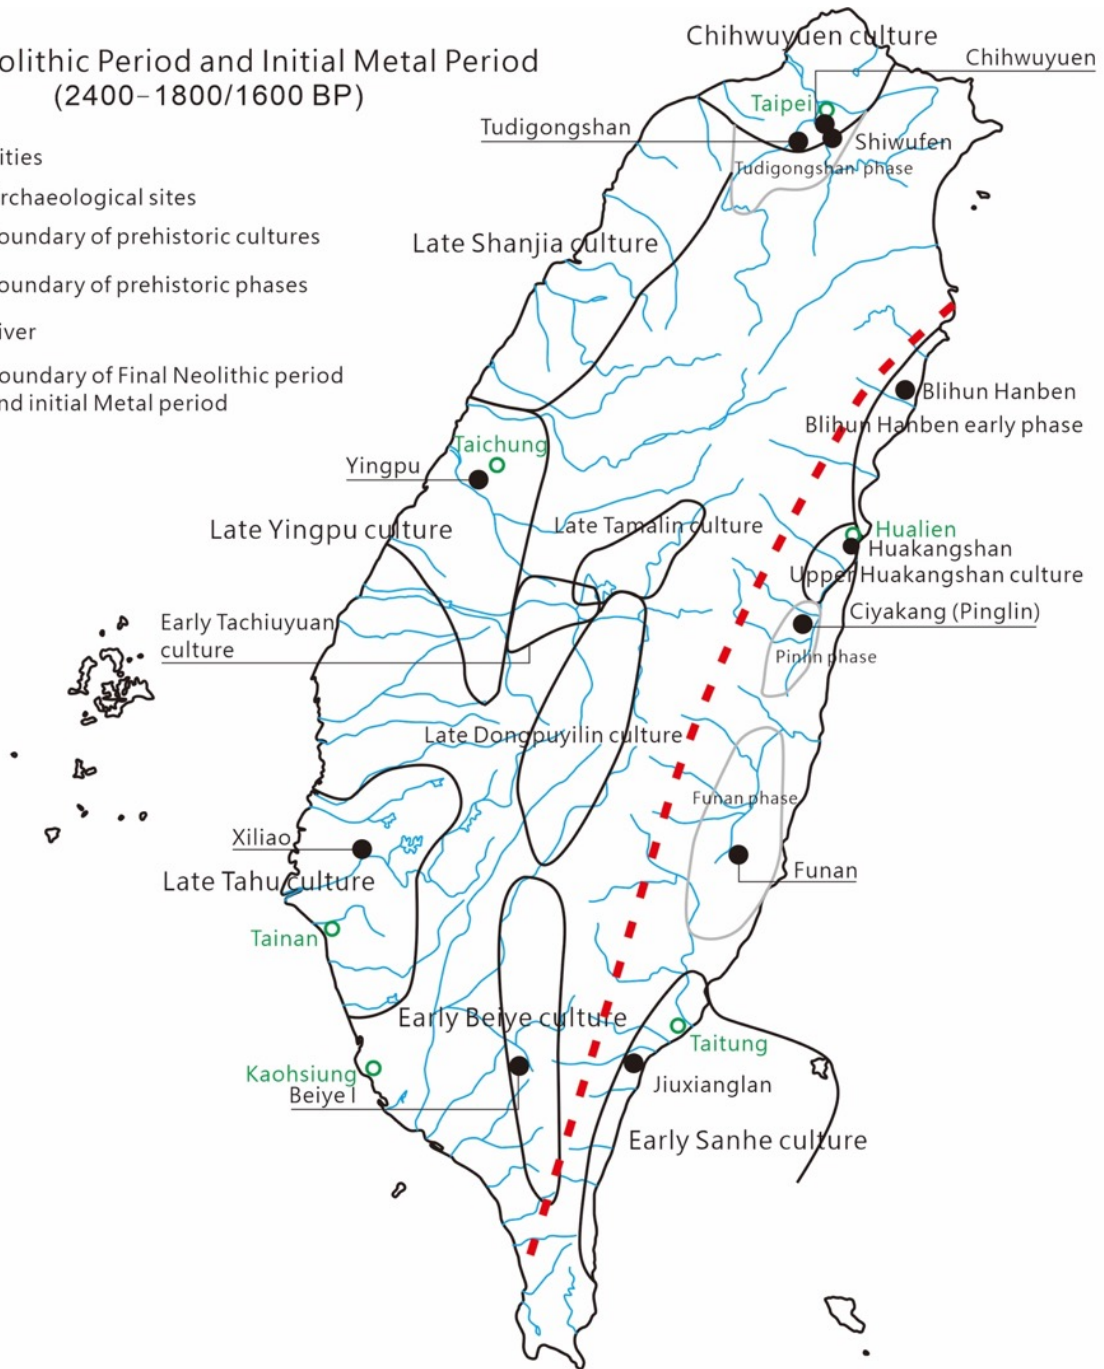 olithic Period and Initial Metal Period
(2400-1800/1600 BP)
ities
rchaeological sites
oundary of prehistoric cultures
oundary of prehistoric phases
iver
oundary of Final Neolithic period
nd initial Metal period
Chihwuyuen culture
Chihwuyuen
Taipei
Tudigongshan
Shiwufen
Tudigongshan phase
Late Shanjia culture
Blihun Hanben
Blihun Hanben early phase
Taichung
Yingpu
Late Yingpu culture
Late Tamalin culture
Hualien
Huakangshan
Upper Huakangshan culture
Ciyakang (Pinglin)
Early Tachiuyuan
culture
Pinlin phase
Late Dongpuyilin culture
Funan phase
Xiliao
Funan
Late Tahu culture
Tainan
Early Beiye culture
Taitung
Kaohsiung
Beiye I
Jiuxianglan
Early Sanhe culture